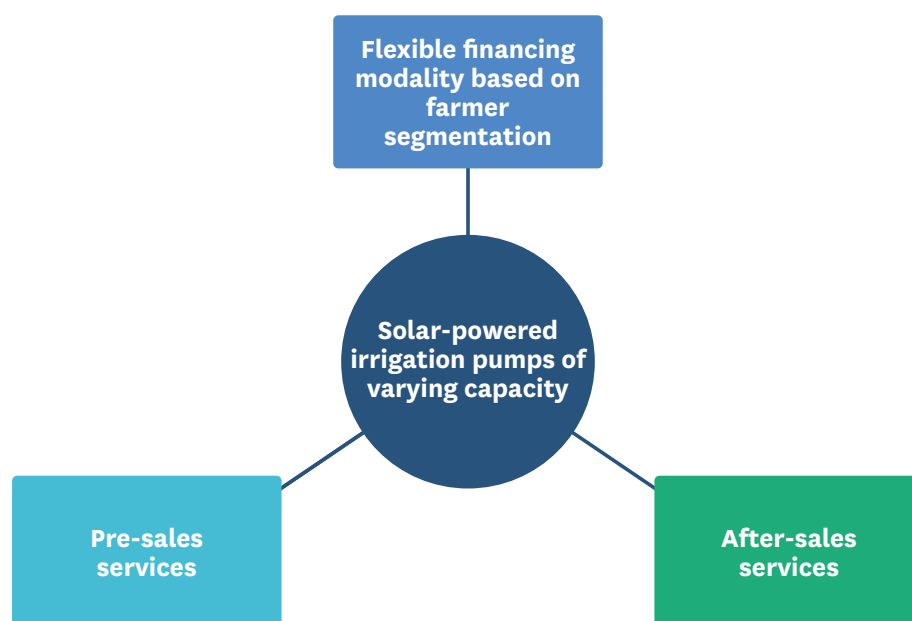 Flexible financing
modality based on
farmer
segmentation
Solar-powered
irrigation pumps of
varying capacity
Pre-sales
services
After-sales
services